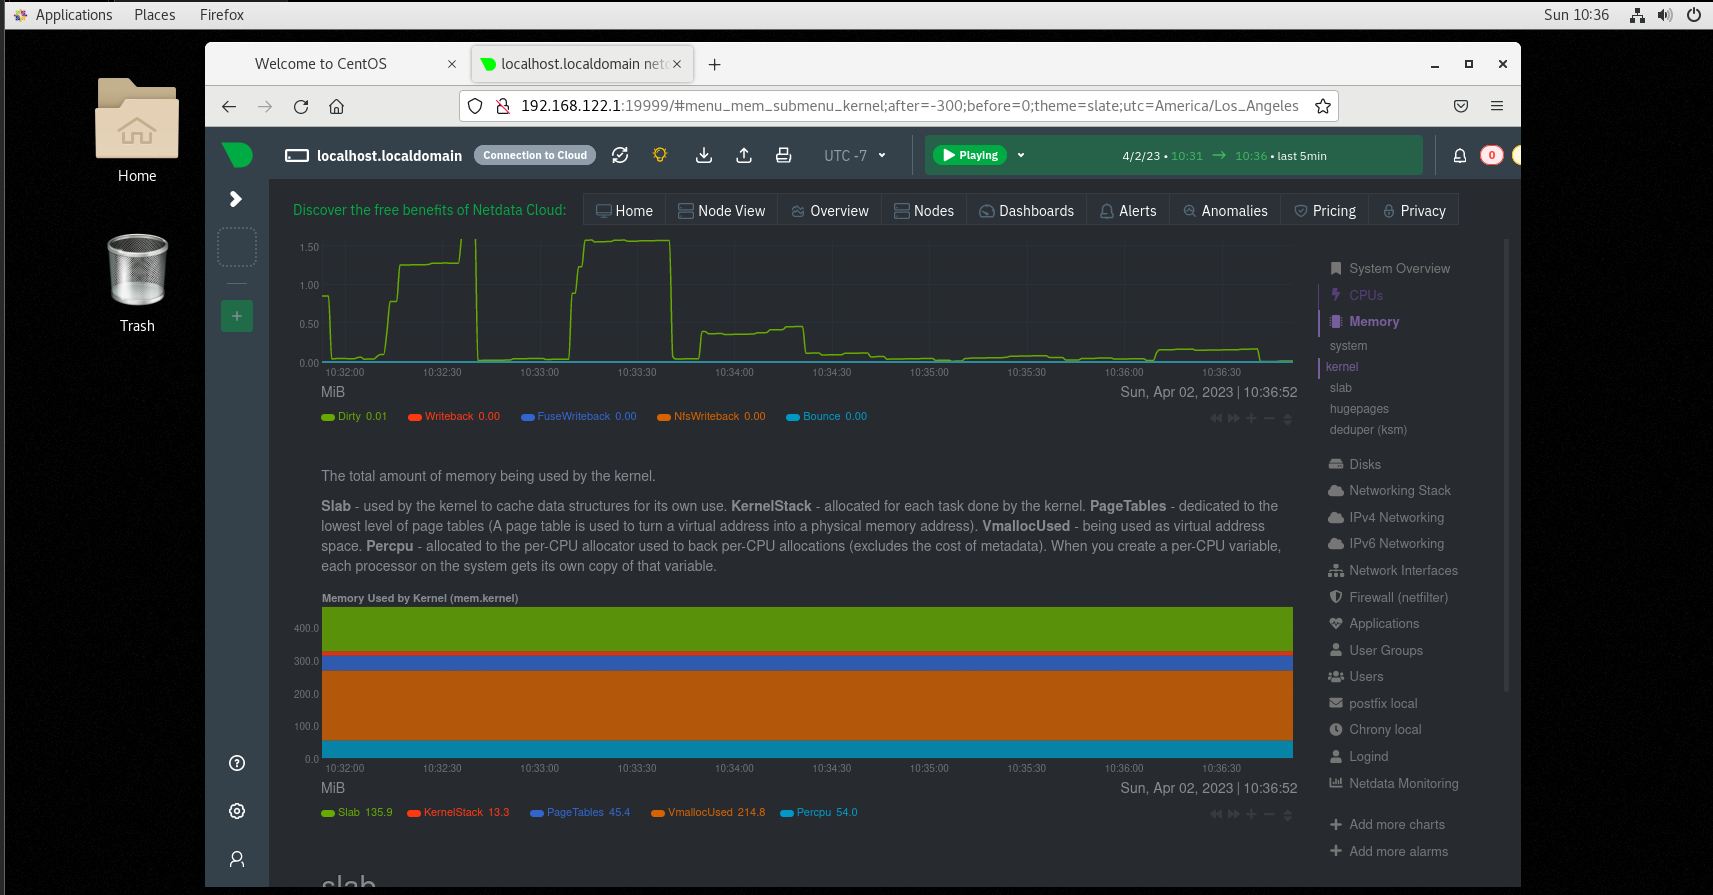 Applications Places Firefox Sun 10:36
Welcome to CentOS localhost.localdomain netd
192.168.122.1:19999/#menu_mem_submenu_kernel;after=-300;before=0;theme=slate;utc=America/Los_Angeles
localhost.localdomain Connection to Cloud UTC -7 Playing 4/2/23 • 10:31 → 10:36 • last 5min 0
Discover the free benefits of Netdata Cloud: Home Node View Overview Nodes Dashboards Alerts Anomalies Pricing Privacy
Home
Trash
1.50
1.00
0.50
0.00
10:32:00 10:32:30 10:33:00 10:33:30 10:34:00 10:34:30 10:35:00 10:35:30 10:36:00 10:36:30
MiB Sun, Apr 02, 2023 | 10:36:52
Dirty 0.01 Writeback 0.00 FuseWriteback 0.00 NfsWriteback 0.00 Bounce 0.00
The total amount of memory being used by the kernel.
Slab - used by the kernel to cache data structures for its own use. KernelStack - allocated for each task done by the kernel. PageTables - dedicated to the
lowest level of page tables (A page table is used to turn a virtual address into a physical memory address). VmallocUsed - being used as virtual address
space. Percpu - allocated to the per-CPU allocator used to back per-CPU allocations (excludes the cost of metadata). When you create a per-CPU variable,
each processor on the system gets its own copy of that variable.
Memory Used by Kernel (mem.kernel)
400.0
300.0
200.0
100.0
0.0
10:32:00 10:32:30 10:33:00 10:33:30 10:34:00 10:34:30 10:35:00 10:35:30 10:36:00 10:36:30
MiB Sun, Apr 02, 2023 | 10:36:52
Slab 135.9 KernelStack 13.3 PageTables 45.4 VmallocUsed 214.8 Percpu 54.0
slab
System Overview
CPUs
Memory
system
kernel
slab
hugepages
deduper (ksm)
Disks
Networking Stack
IPv4 Networking
IPv6 Networking
Network Interfaces
Firewall (netfilter)
Applications
User Groups
Users
postfix local
Chrony local
Logind
Netdata Monitoring
Add more charts
Add more alarms